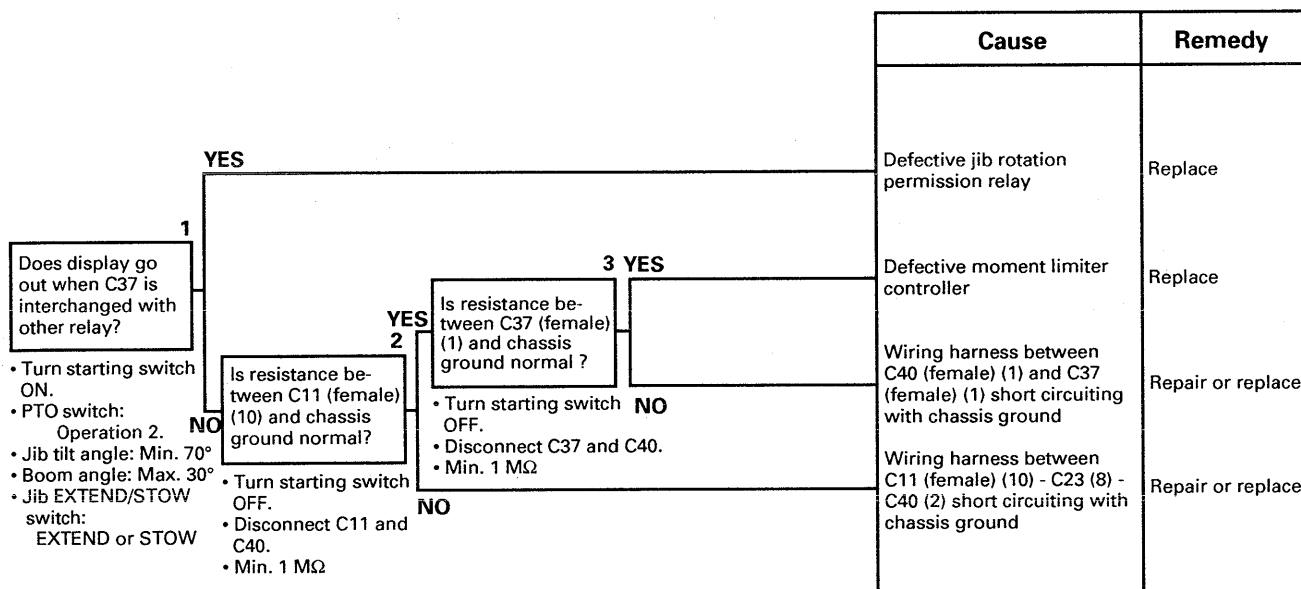 Cause
Remedy
YES
Defective jib rotation
permission relay
Replace
1
Does display go
out when C37 is
interchanged with
other relay?
• Turn starting switch
ON.
• PTO switch:
Operation 2.
• Jib tilt angle: Min. 70°
• Boom angle: Max. 30°
• Jib EXTEND/STOW
switch:
EXTEND or STOW
NO
YES
2
Is resistance be-
tween C11 (female)
(10) and chassis
ground normal?
• Turn starting switch
OFF.
• Disconnect C11 and
C40.
• Min. 1 MΩ
3 YES
Is resistance be-
tween C37 (female)
(1) and chassis
ground normal ?
• Turn starting switch
OFF.
• Disconnect C37 and C40.
• Min. 1 MΩ
Defective moment limiter
controller
Replace
NO
Wiring harness between
C40 (female) (1) and C37
(female) (1) short circuiting
with chassis ground
Repair or replace
NO
Wiring harness between
C11 (female) (10) - C23 (8) -
C40 (2) short circuiting with
chassis ground
Repair or replace